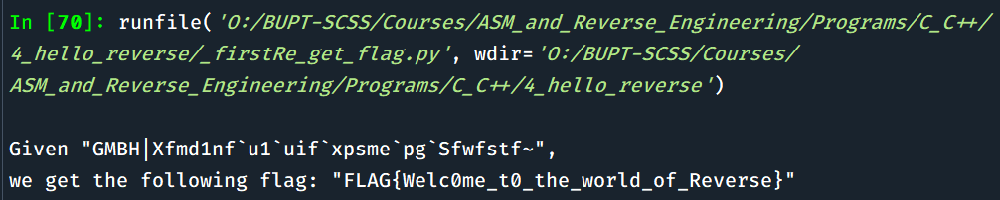 In [70]: runfile('O:/BUPT-SCSS/Courses/ASM_and_Reverse_Engineering/Programs/C_C++/
4_hello_reverse/_firstRe_get_flag.py', wdir='O:/BUPT-SCSS/Courses/
ASM_and_Reverse_Engineering/Programs/C_C++/4_hello_reverse')
Given "GMBH|Xfmd1nf`u1`uif`xpsme`pg`Sfwfstf~",
we get the following flag: "FLAG{Welc0me_t0_the_world_of_Reverse}"